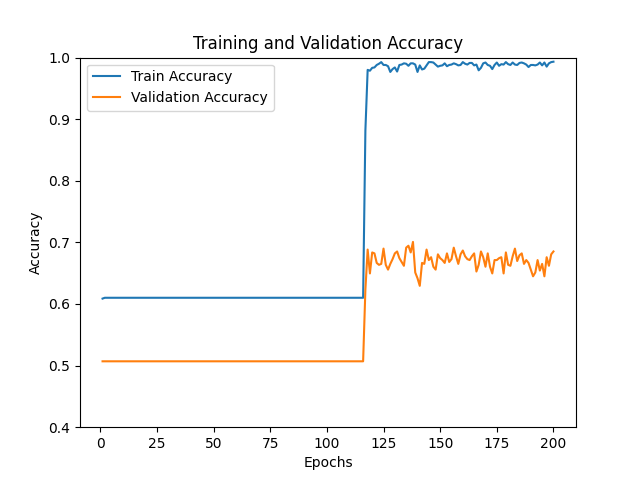 Training and Validation Accuracy
Train Accuracy
Validation Accuracy
1.0
0.9
0.8
0.7
0.6
0.5
0.4
Accuracy
0 25 50 75 100 125 150 175 200
Epochs